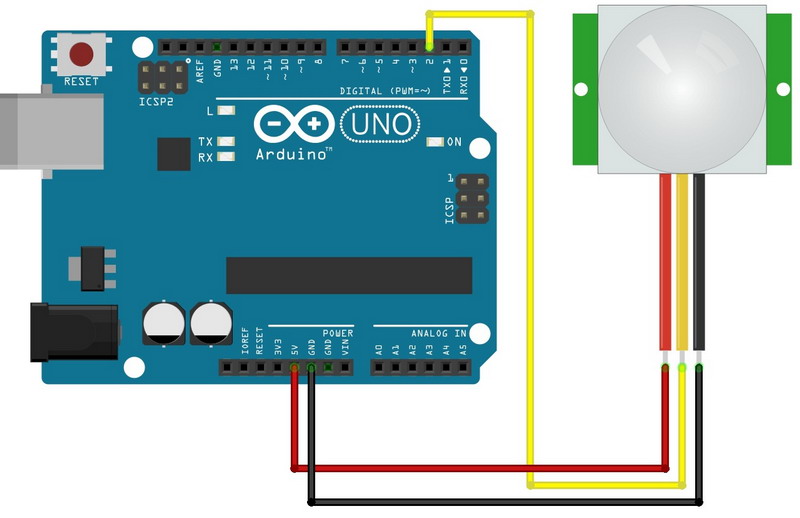 RESET
ICSP2
AREF
GND
13
12
~11
~10
~9
8
7
~6
~5
4
~3
2
TX0▶1
RX0◀0
DIGITAL (PWM=~)
L
TX
RX
UNO
Arduino™
ON
1
ICSP
POWER
ANALOG IN
IOREF
RESET
3V3
5V
GND
GND
VIN
A0
A1
A2
A3
A4
A5